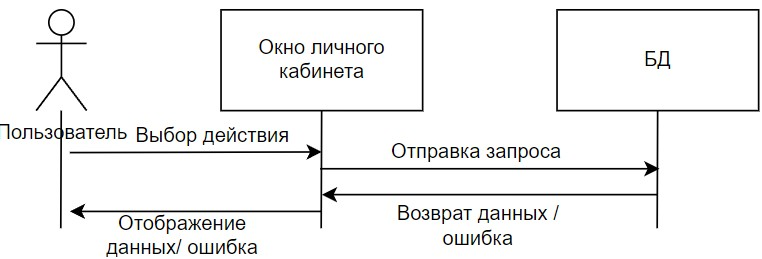 Окно личного
кабинета
БД
Пользователь
Выбор действия
Отправка запроса
Возврат данных /
ошибка
Отображение
данных/ ошибка